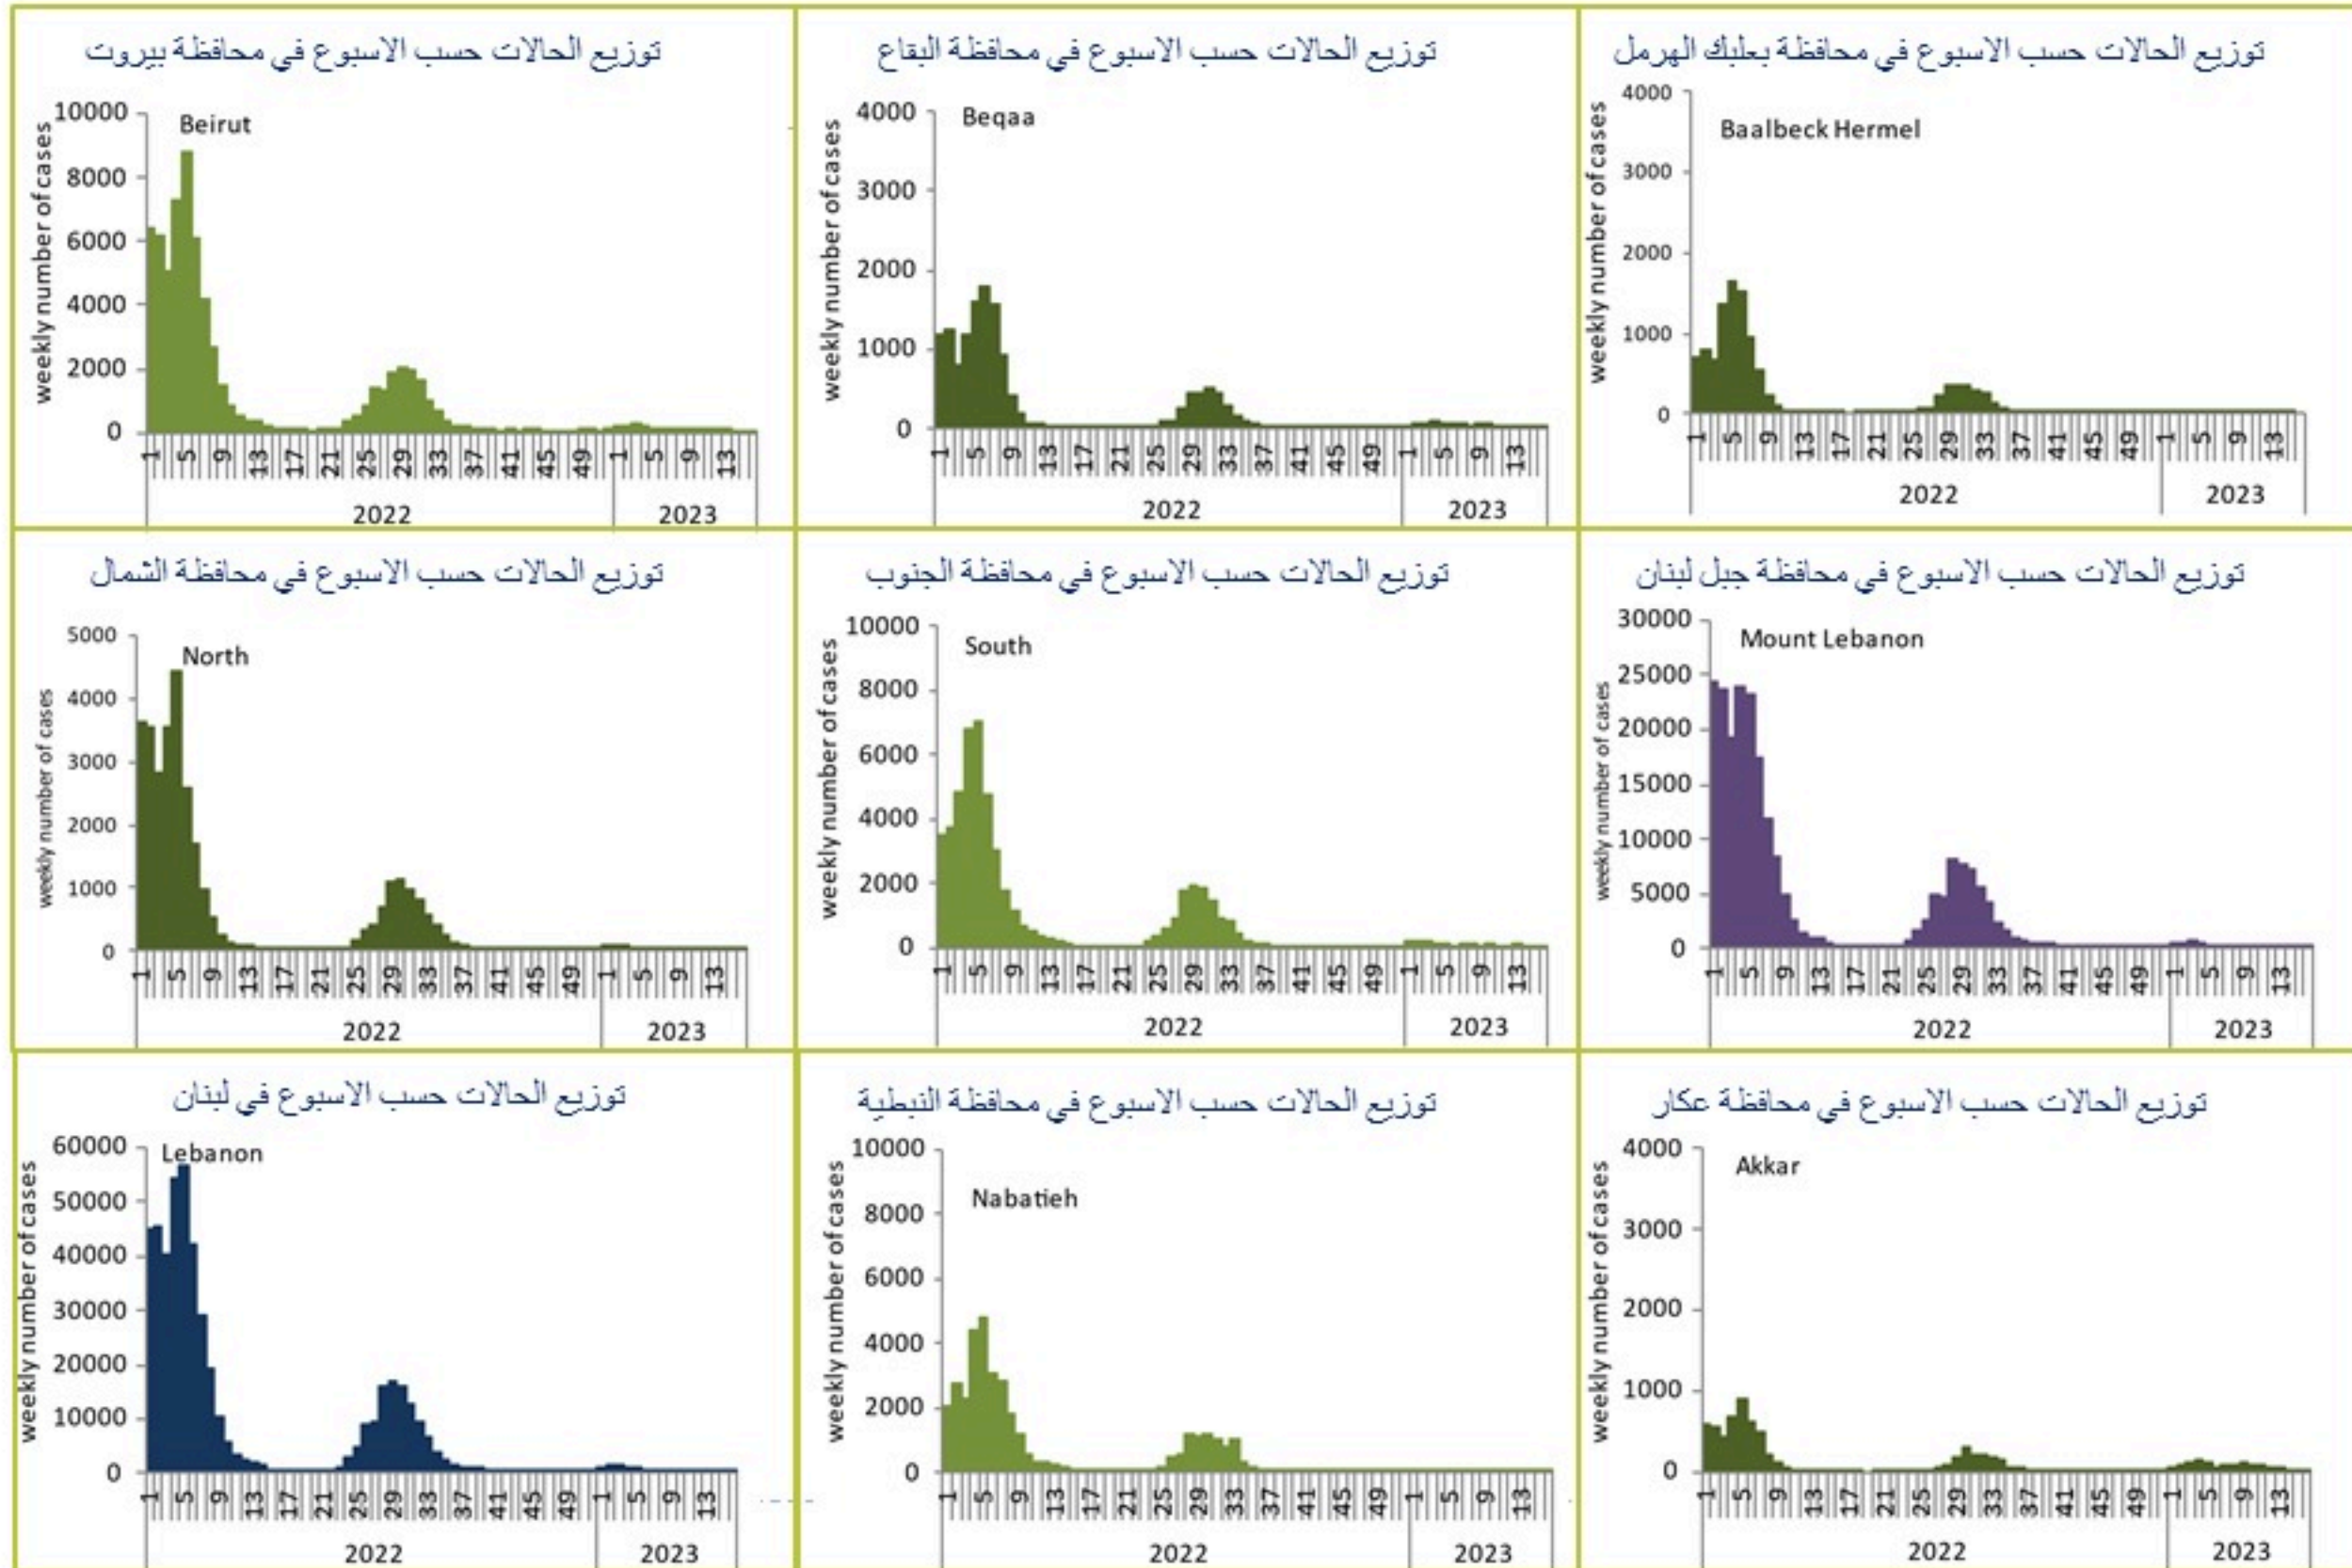 توزيع الحالات حسب الاسبوع في محافظة بيروت
Beirut
weekly number of cases
10000
8000
6000
4000
2000
0
1 5 9 13 17 21 25 29 33 37 41 45 49 1 5 9 13
2022 2023
توزيع الحالات حسب الاسبوع في محافظة البقاع
Beqaa
weekly number of cases
4000
3000
2000
1000
0
1 5 9 13 17 21 25 29 33 37 41 45 49 1 5 9 13
2022 2023
توزيع الحالات حسب الاسبوع في محافظة بعلبك الهرمل
Baalbeck Hermel
weekly number of cases
4000
3000
2000
1000
0
1 5 9 13 17 21 25 29 33 37 41 45 49 1 5 9 13
2022 2023
توزيع الحالات حسب الاسبوع في محافظة الشمال
North
weekly number of cases
5000
4000
3000
2000
1000
0
1 5 9 13 17 21 25 29 33 37 41 45 49 1 5 9 13
2022 2023
توزيع الحالات حسب الاسبوع في محافظة الجنوب
South
weekly number of cases
10000
8000
6000
4000
2000
0
1 5 9 13 17 21 25 29 33 37 41 45 49 1 5 9 13
2022 2023
توزيع الحالات حسب الاسبوع في محافظة جبل لبنان
Mount Lebanon
weekly number of cases
30000
25000
20000
15000
10000
5000
0
1 5 9 13 17 21 25 29 33 37 41 45 49 1 5 9 13
2022 2023
توزيع الحالات حسب الاسبوع في لبنان
Lebanon
weekly number of cases
60000
50000
40000
30000
20000
10000
0
1 5 9 13 17 21 25 29 33 37 41 45 49 1 5 9 13
2022 2023
توزيع الحالات حسب الاسبوع في محافظة النبطية
Nabatieh
weekly number of cases
10000
8000
6000
4000
2000
0
1 5 9 13 17 21 25 29 33 37 41 45 49 1 5 9 13
2022 2023
توزيع الحالات حسب الاسبوع في محافظة عكار
Akkar
weekly number of cases
4000
3000
2000
1000
0
1 5 9 13 17 21 25 29 33 37 41 45 49 1 5 9 13
2022 2023